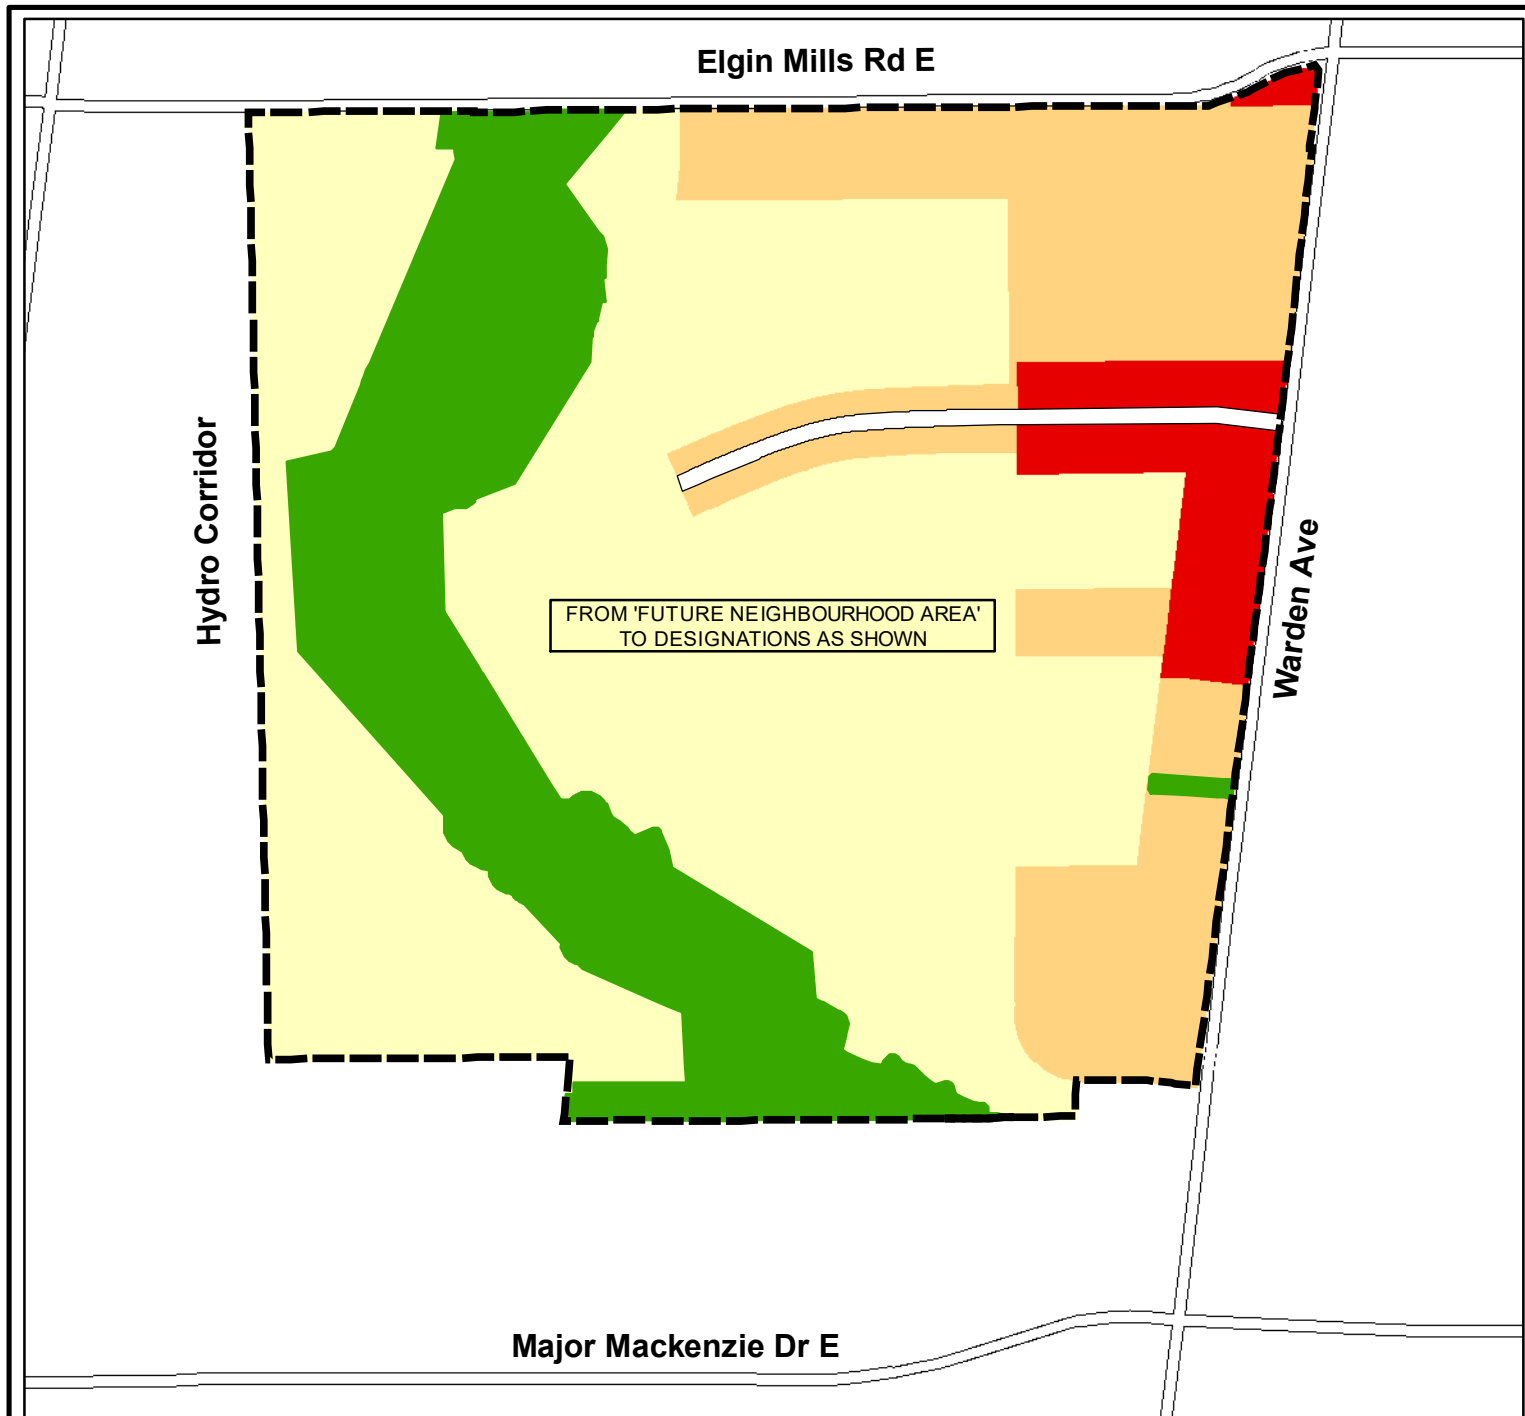 Elgin Mills Rd E
Hydro Corridor
FROM 'FUTURE NEIGHBOURHOOD AREA'
TO DESIGNATIONS AS SHOWN
Warden Ave
Major Mackenzie Dr E